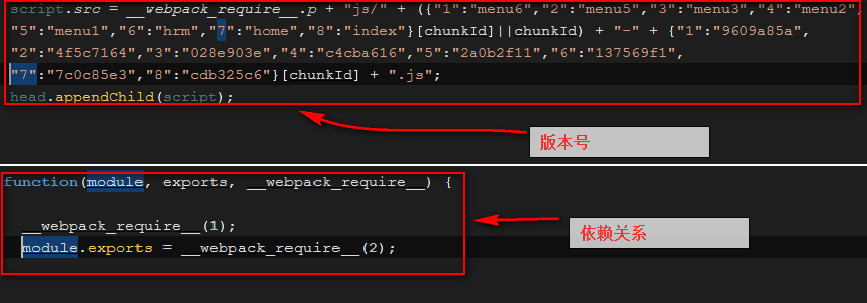 script.src = __webpack_require__.p + "js/" + ({"1":"menu6","2":"menu5","3":"menu3","4":"menu2",
"5":"menu1","6":"hrm","7":"home","8":"index"}[chunkId]||chunkId) + "-" + {"1":"9609a85a",
"2":"4f5c7164","3":"028e903e","4":"c4cba616","5":"2a0b2f11","6":"137569f1",
"7":"7c0c85e3","8":"cdb325c6"}[chunkId] + ".js";
head.appendChild(script);
版本号
function(module, exports, __webpack_require__) {
__webpack_require__(1);
module.exports = __webpack_require__(2);
依赖关系